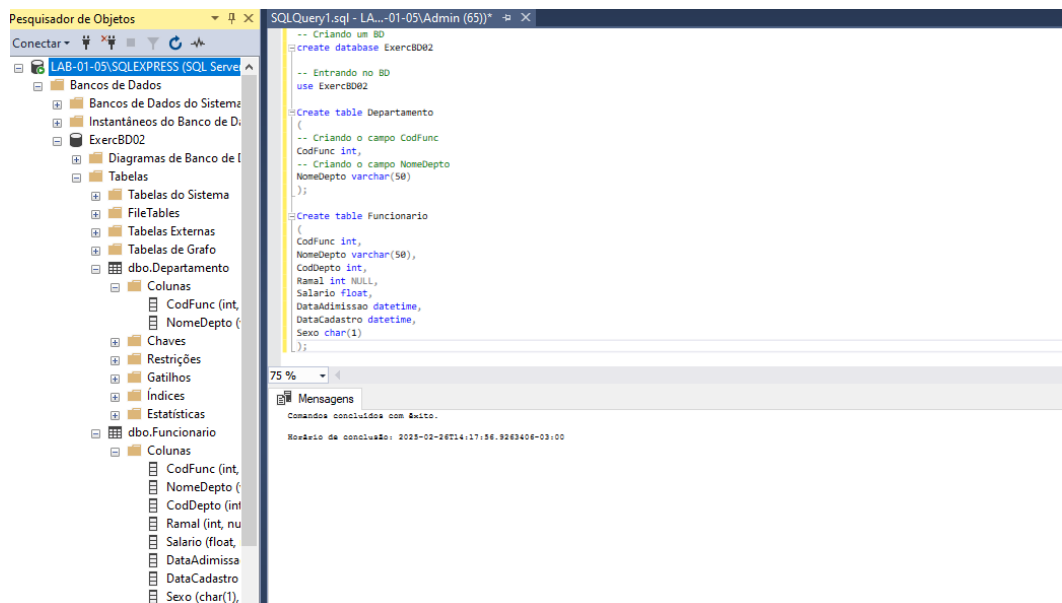 Pesquisador de Objetos
Conectar
LAB-01-05\SQLEXPRESS (SQL Server
Bancos de Dados
Bancos de Dados do Sistema
Instantâneos do Banco de Da
ExercBD02
Diagramas de Banco de D
Tabelas
Tabelas do Sistema
FileTables
Tabelas Externas
Tabelas de Grafo
dbo.Departamento
Colunas
CodFunc (int,
NomeDepto (
Chaves
Restrições
Gatilhos
Índices
Estatísticas
dbo.Funcionario
Colunas
CodFunc (int,
NomeDepto (
CodDepto (int
Ramal (int, nu
Salario (float,
DataAdimissa
DataCadastro
Sexo (char(1),
SQLQuery1.sql - LA...-01-05\Admin (65))*
-- Criando um BD
create database ExercBD02
-- Entrando no BD
use ExercBD02
Create table Departamento
(
-- Criando o campo CodFunc
CodFunc int,
-- Criando o campo NomeDepto
NomeDepto varchar(50)
);
Create table Funcionario
(
CodFunc int,
NomeDepto varchar(50),
CodDepto int,
Ramal int NULL,
Salario float,
DataAdimissao datetime,
DataCadastro datetime,
Sexo char(1)
);
75 %
Mensagens
Comandos concluídos com êxito.
Horário de conclusão: 2025-02-26T14:17:56.9263406-03:00